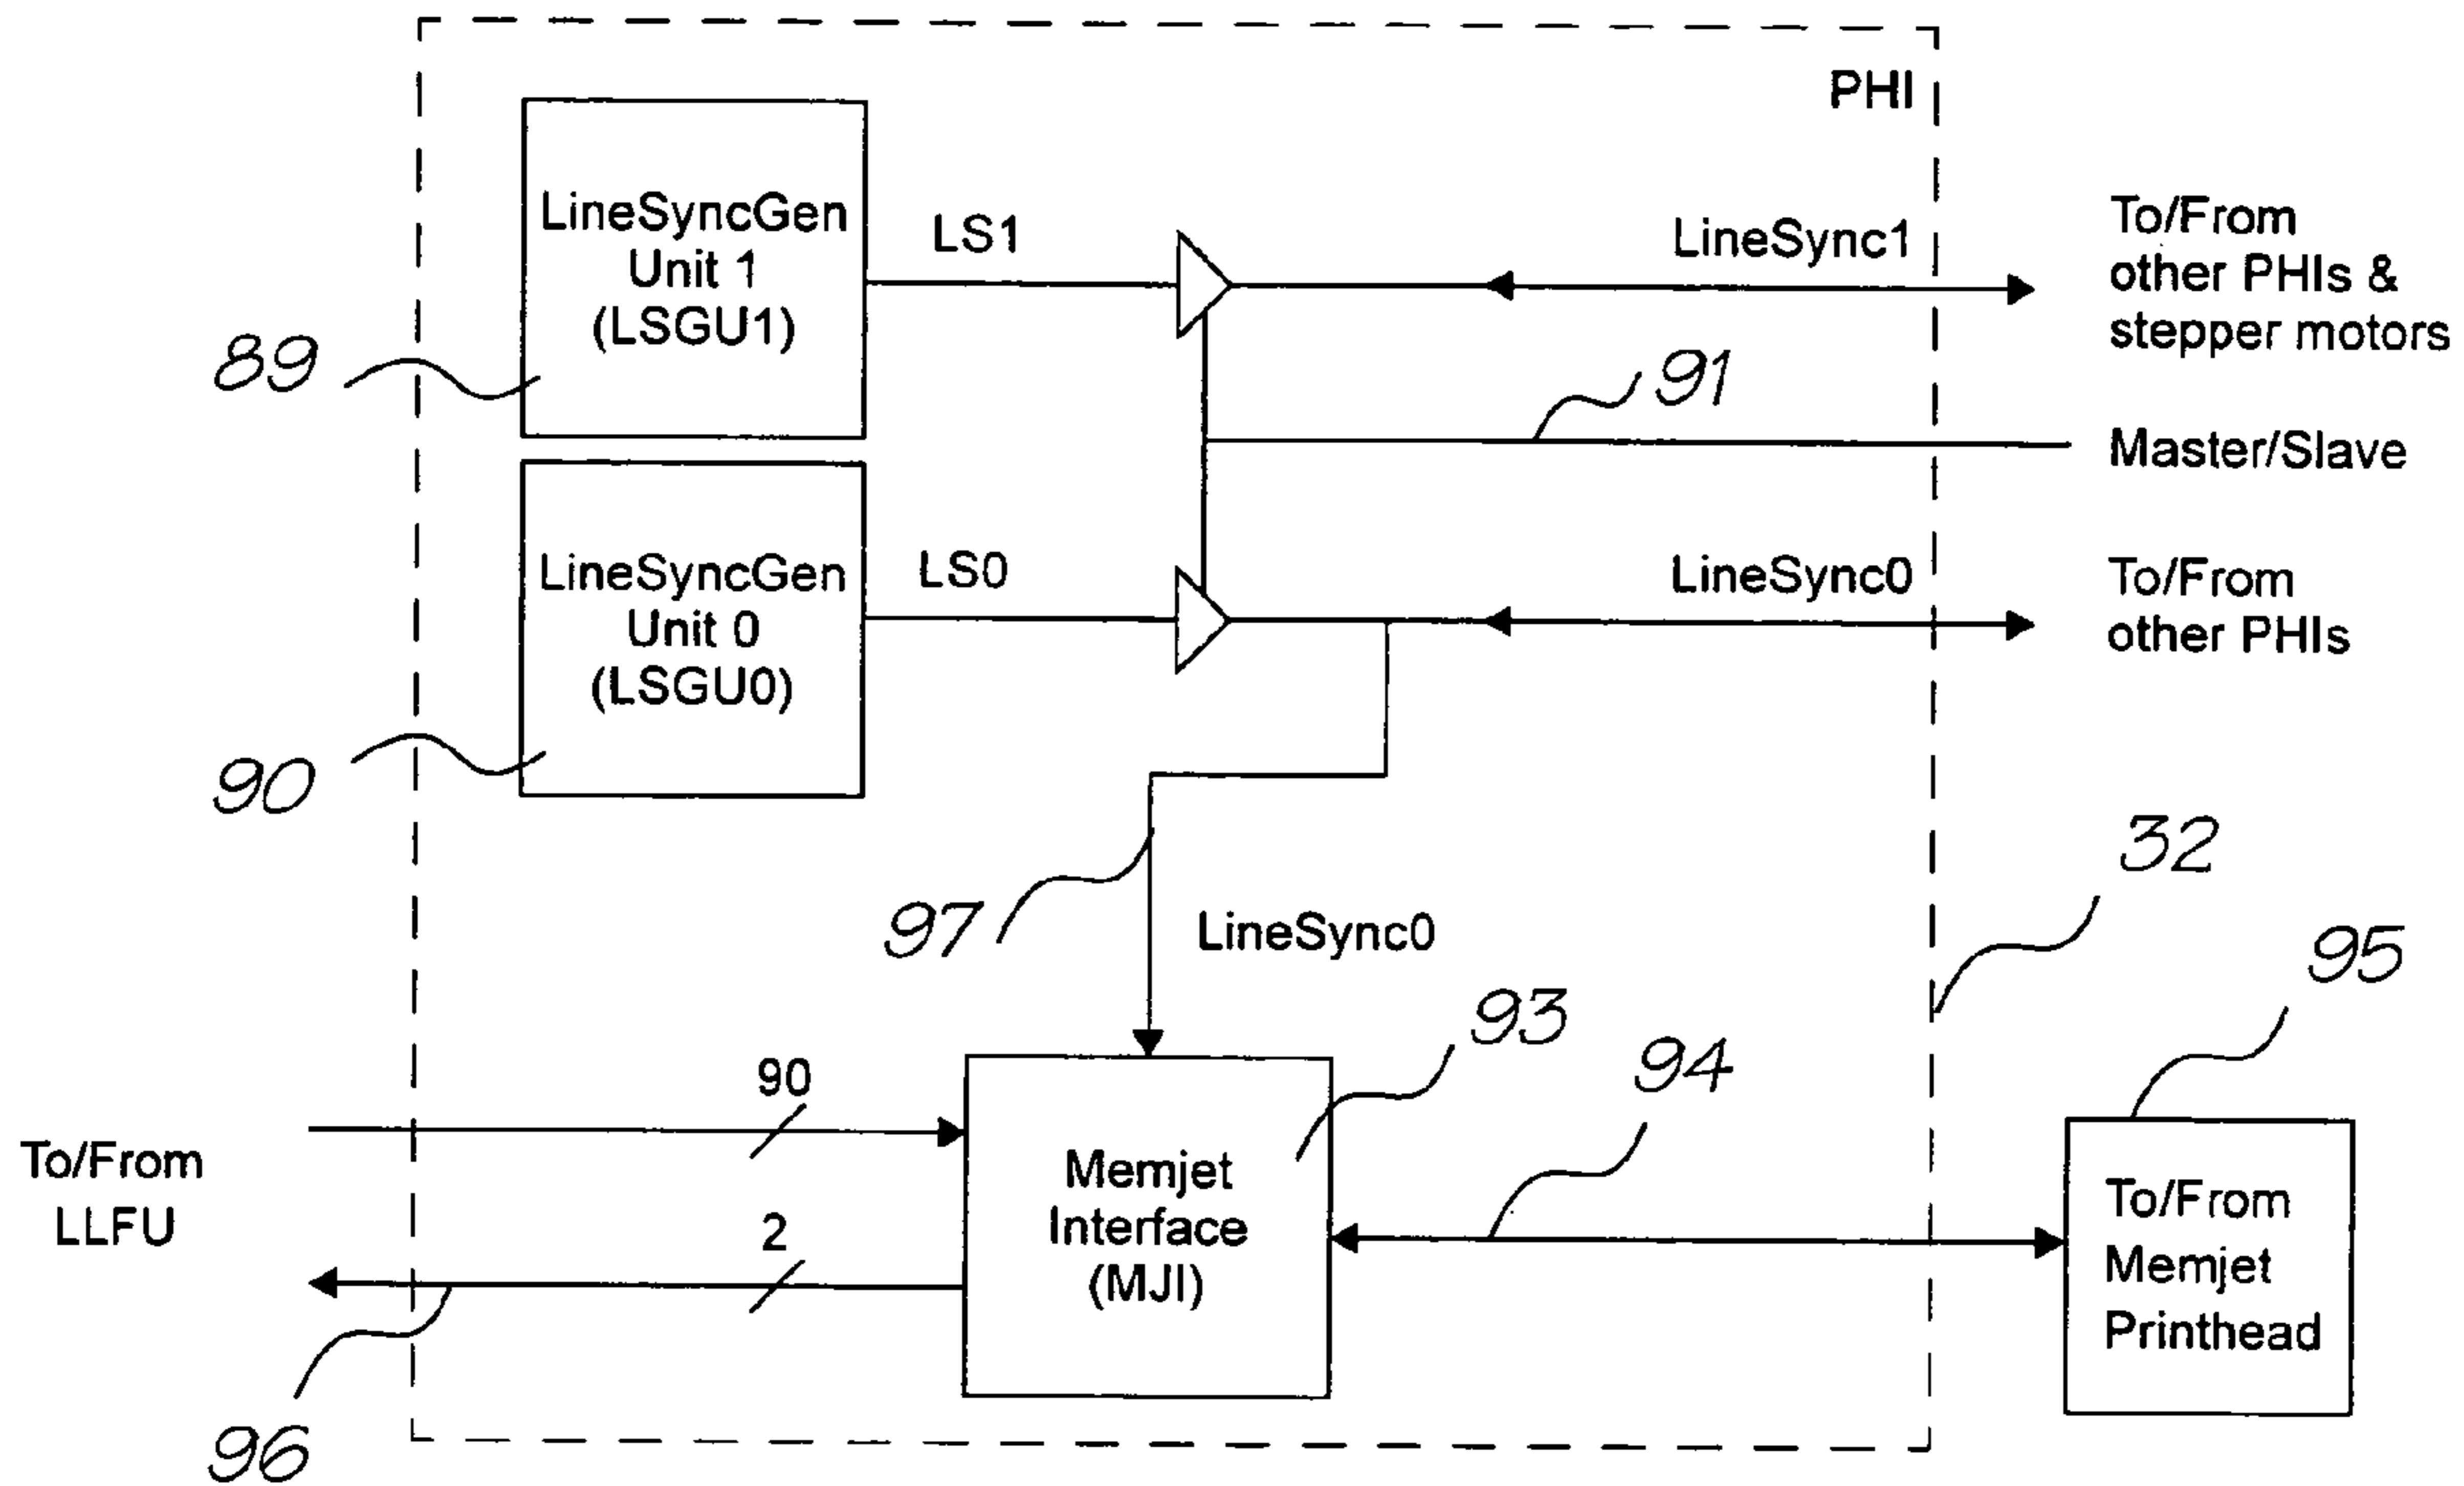 PHI
LineSyncGen
Unit 1
(LSGU1)
LS1
LineSync1
To/From
other PHIs &
stepper motors
89
91
Master/Slave
LineSyncGen
Unit 0
(LSGU0)
LS0
LineSync0
To/From
other PHIs
90
32
97
LineSync0
95
93
94
90
To/From
LLFU
2
Memjet
Interface
(MJI)
To/From
Memjet
Printhead
96